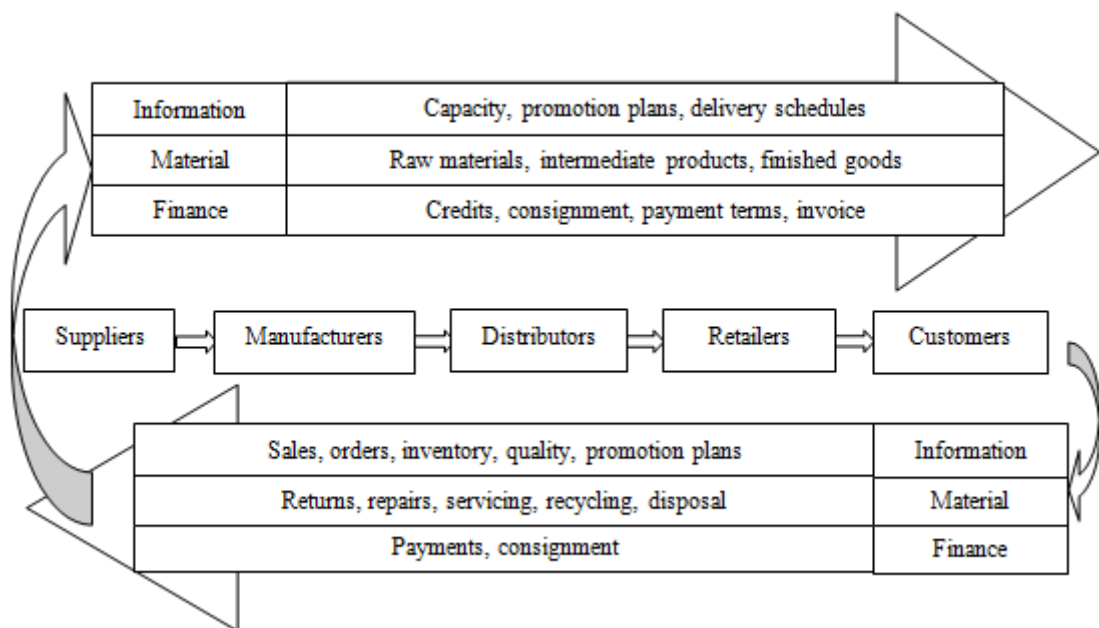 Information Capacity, promotion plans, delivery schedules
Material Raw materials, intermediate products, finished goods
Finance Credits, consignment, payment terms, invoice
Suppliers Manufacturers Distributors Retailers Customers
Sales, orders, inventory, quality, promotion plans Information
Returns, repairs, servicing, recycling, disposal Material
Payments, consignment Finance